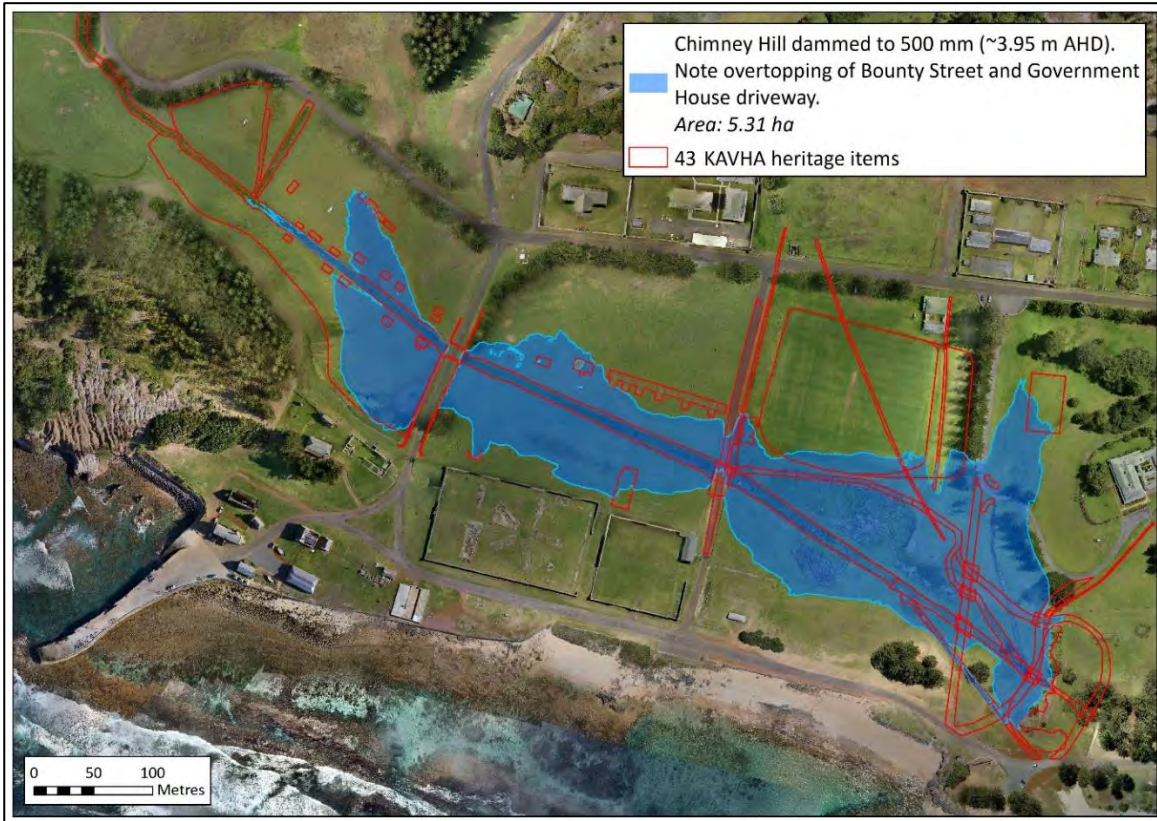 Chimney Hill dammed to 500 mm (~3.95 m AHD).
Note overtopping of Bounty Street and Government
House driveway.
Area: 5.31 ha
43 KAVHA heritage items
0 50 100
Metres